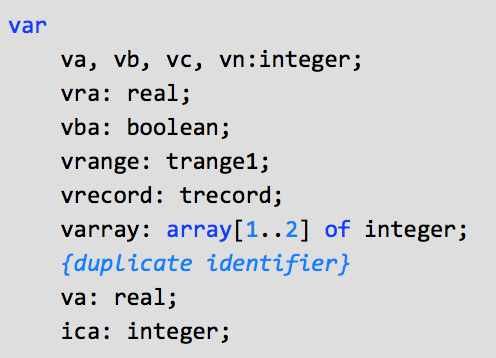 var
va, vb, vc, vn:integer;
vra: real;
vba: boolean;
vrange: trange1;
vrecord: trecord;
varray: array[1..2] of integer;
{duplicate identifier}
va: real;
ica: integer;